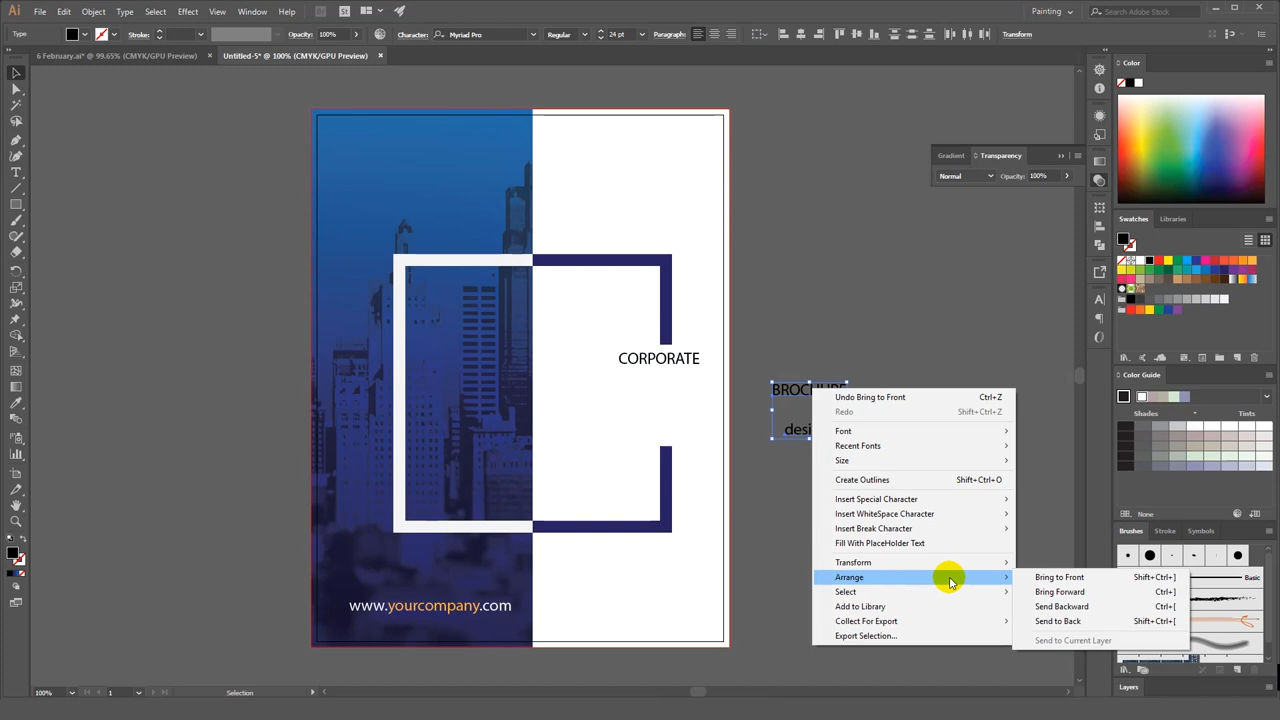 Ai File Edit Object Type Select Effect View Window Help Br St Painting Search Adobe Stock
Type Stroke: Opacity: 100% Character: Myriad Pro Regular 24 pt Paragraph: Transform
6 February.ai* @ 99.65% (CMYK/GPU Preview) × Untitled-5* @ 100% (CMYK/GPU Preview) ×
Color
Gradient Transparency
Normal Opacity: 100%
Swatches Libraries
CORPORATE
BROCHURE
desi
www.yourcompany.com
Undo Bring to Front Ctrl+Z
Redo Shift+Ctrl+Z
Font
Recent Fonts
Size
Create Outlines Shift+Ctrl+O
Insert Special Character
Insert WhiteSpace Character
Insert Break Character
Fill With PlaceHolder Text
Transform
Arrange
Select
Add to Library
Collect For Export
Export Selection...
Bring to Front Shift+Ctrl+]
Bring Forward Ctrl+]
Send Backward Ctrl+[
Send to Back Shift+Ctrl+[
Send to Current Layer
Color Guide
Shades Tints
None
Brushes Stroke Symbols
Basic
Layers
100% 1 Selection